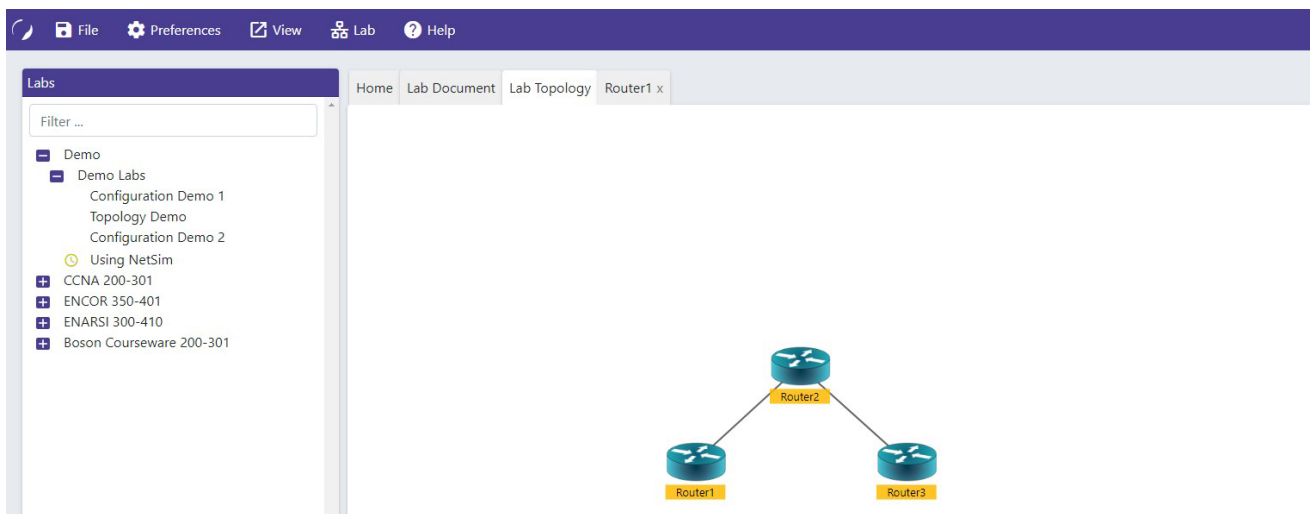 File Preferences View Lab Help
Labs
Filter ...
Demo
Demo Labs
Configuration Demo 1
Topology Demo
Configuration Demo 2
Using NetSim
CCNA 200-301
ENCOR 350-401
ENARSI 300-410
Boson Courseware 200-301
Home Lab Document Lab Topology Router1 x
Router2
Router1 Router3